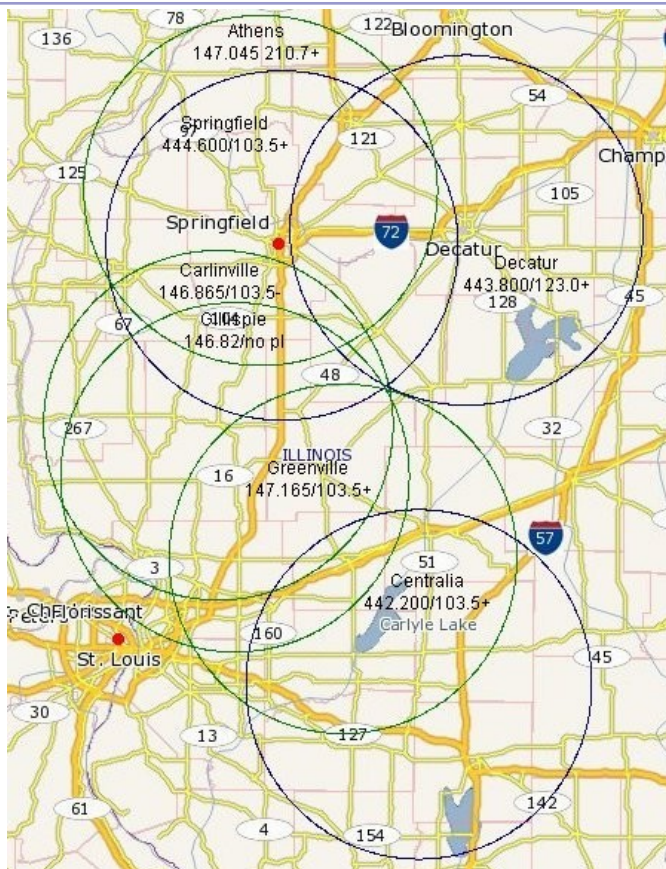 78
122
Bloomington
136
Athens
147.045 210.7+
54
Springfield
97
444.600/103.5+
121
Champ
125
105
Springfield
72
Decatur
Decatur
443.800/123.0+
Carlinville
146.865/103.5-
128
45
67
104
Gillespie
146.82/no pl
48
267
32
ILLINOIS
16
Greenville
147.165/103.5+
57
3
51
Centralia
442.200/103.5+
Florissant
Carlyle Lake
160
St. Louis
45
30
13
127
61
142
4
154